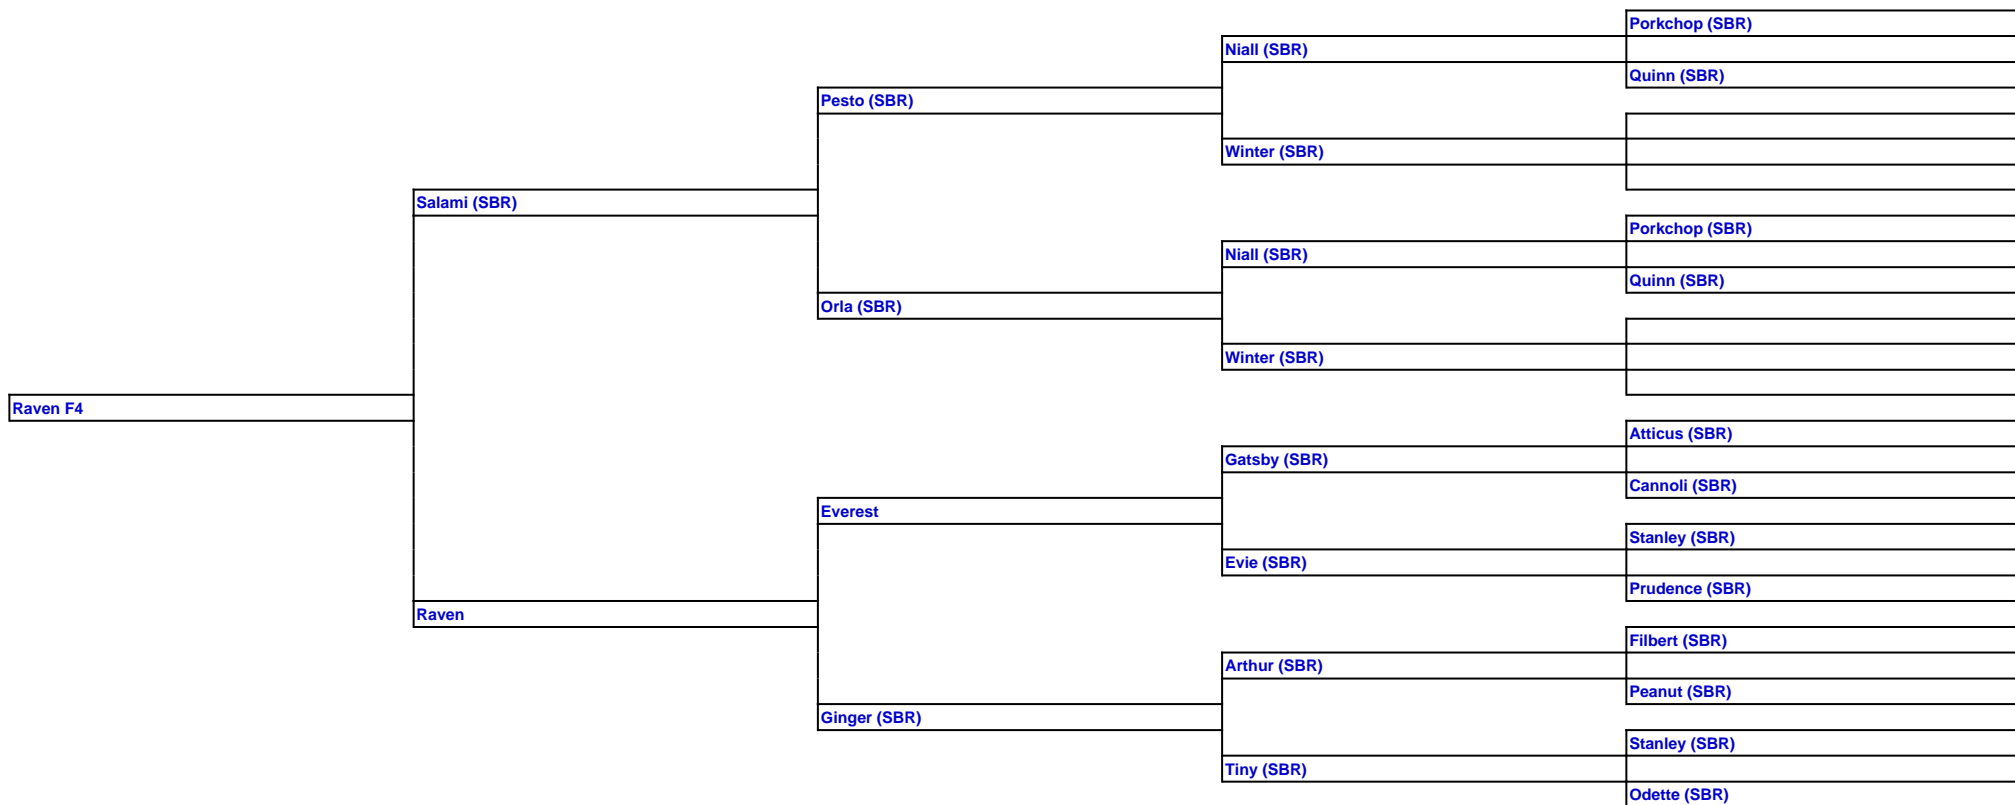 Porkchop (SBR)
Niall (SBR)
Quinn (SBR)
Pesto (SBR)
Winter (SBR)
Salami (SBR)
Porkchop (SBR)
Niall (SBR)
Quinn (SBR)
Orla (SBR)
Winter (SBR)
Raven F4
Atticus (SBR)
Gatsby (SBR)
Cannoli (SBR)
Everest
Stanley (SBR)
Evie (SBR)
Prudence (SBR)
Raven
Filbert (SBR)
Arthur (SBR)
Peanut (SBR)
Ginger (SBR)
Stanley (SBR)
Tiny (SBR)
Odette (SBR)